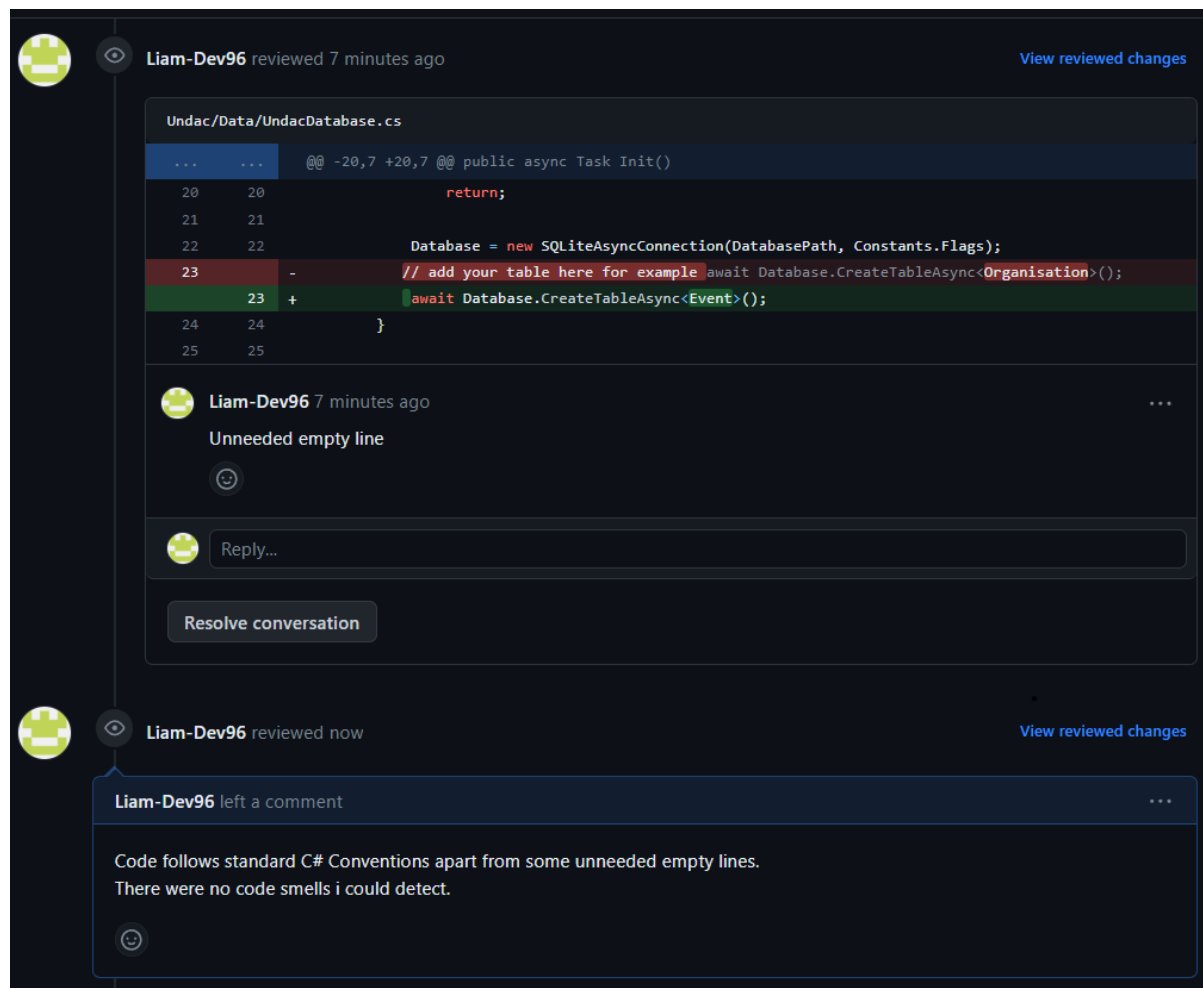 Liam-Dev96 reviewed 7 minutes ago View reviewed changes
Undac/Data/UndacDatabase.cs
... ... @@ -20,7 +20,7 @@ public async Task Init()
20 20 return;
21 21
22 22 Database = new SQLiteAsyncConnection(DatabasePath, Constants.Flags);
23 - // add your table here for example await Database.CreateTableAsync<Organisation>();
23 + await Database.CreateTableAsync<Event>();
24 24 }
25 25
Liam-Dev96 7 minutes ago ...
Unneeded empty line
Reply...
Resolve conversation
Liam-Dev96 reviewed now View reviewed changes
Liam-Dev96 left a comment ...
Code follows standard C# Conventions apart from some unneeded empty lines.
There were no code smells i could detect.